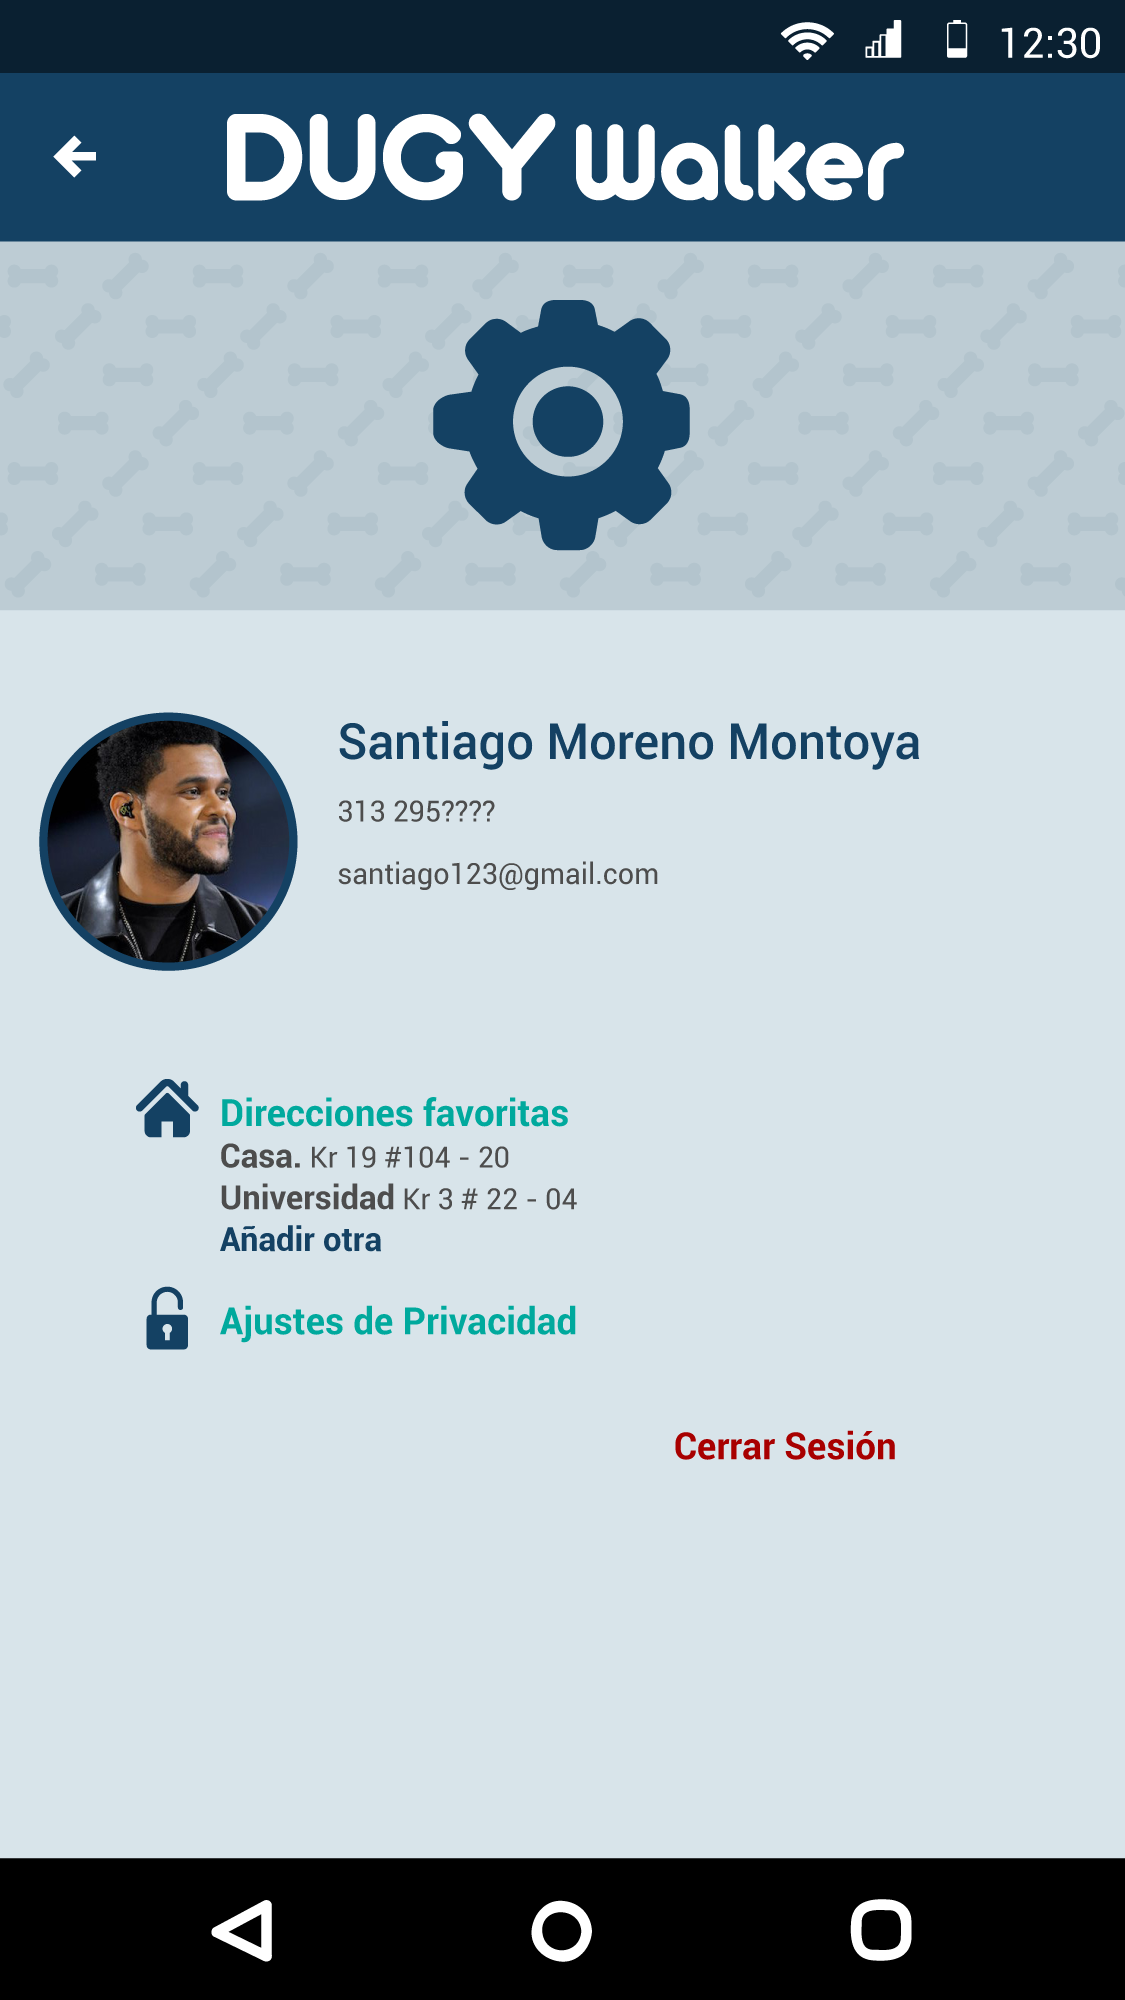 12:30
DUGY Walker
Santiago Moreno Montoya
313 295????
santiago123@gmail.com
Direcciones favoritas
Casa. Kr 19 #104 - 20
Universidad Kr 3 # 22 - 04
Añadir otra
Ajustes de Privacidad
Cerrar Sesión